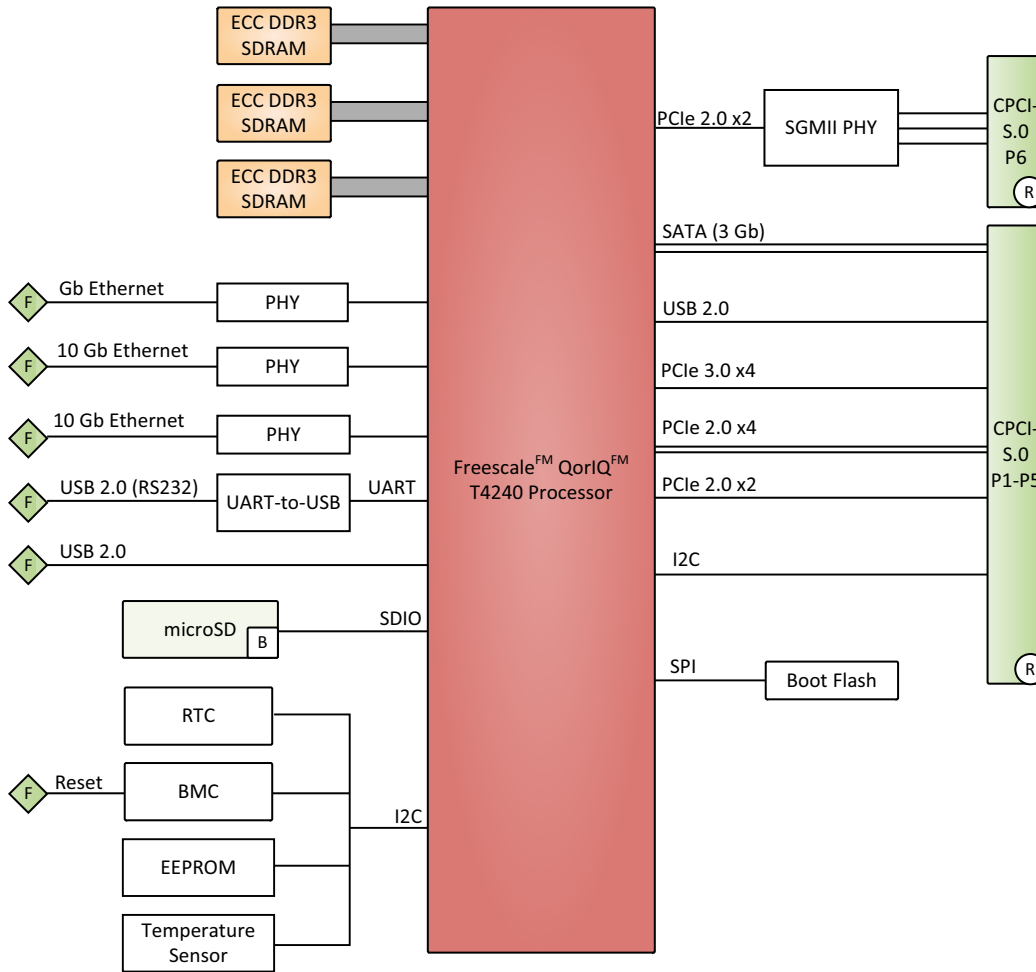 ECC DDR3
SDRAM
ECC DDR3
SDRAM
ECC DDR3
SDRAM
F
Gb Ethernet
PHY
F
10 Gb Ethernet
PHY
F
10 Gb Ethernet
PHY
F
USB 2.0 (RS232)
UART-to-USB
UART
F
USB 2.0
microSD
B
SDIO
RTC
F
Reset
BMC
I2C
EEPROM
Temperature
Sensor
Freescale^FM QorIQ^FM
T4240 Processor
PCIe 2.0 x2
SGMII PHY
CPCI-
S.0
P6
R
SATA (3 Gb)
USB 2.0
PCIe 3.0 x4
PCIe 2.0 x4
PCIe 2.0 x2
I2C
CPCI-
S.0
P1-P5
R
SPI
Boot Flash